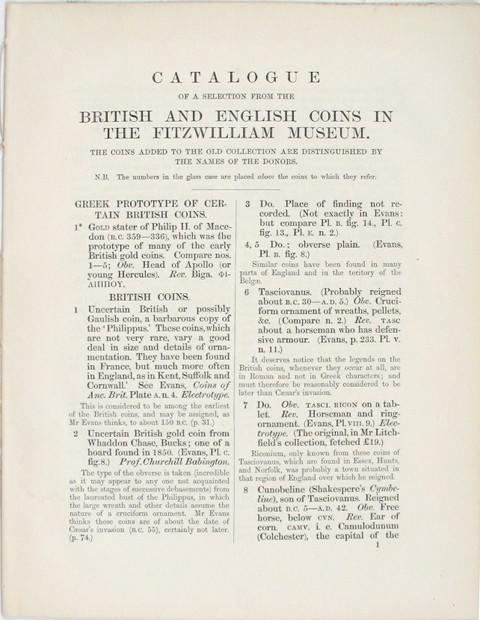 CATALOGUE
OF A SELECTION FROM THE
BRITISH AND ENGLISH COINS IN
THE FITZWILLIAM MUSEUM.
THE COINS ADDED TO THE OLD COLLECTION ARE DISTINGUISHED BY
THE NAMES OF THE DONORS.
N.B. The numbers in the glass case are placed above the coins to which they refer.
GREEK PROTOTYPE OF CER-
TAIN BRITISH COINS.
1* Gold stater of Philip II. of Mace-
don (B.C. 359—336), which was the
prototype of many of the early
British gold coins. Compare nos.
1—5; Obv. Head of Apollo (or
young Hercules). Rev. Biga. ΦΙ-
ΛΙΠΠΟΥ.
BRITISH COINS.
1 Uncertain British or possibly
Gaulish coin, a barbarous copy of
the 'Philippus.' These coins, which
are not very rare, vary a good
deal in size and details of orna-
mentation. They have been found
in France, but much more often
in England, as in Kent, Suffolk and
Cornwall.' See Evans, Coins of
Anc. Brit. Plate A. n. 4. Electrotype.
This is considered to be among the earliest
of the British coins, and may be assigned, as
Mr Evans thinks, to about 150 B.C. (p. 31.)
2 Uncertain British gold coin from
Whaddon Chase, Bucks; one of a
hoard found in 1850. (Evans, Pl. C.
fig.8.) Prof. Churchill Babington.
The type of the obverse is taken (incredible
as it may appear to any one not acquainted
with the stages of successive debasements) from
the laureated bust of the Philippus, in which
the large wreath and other details assume the
nature of a cruciform ornament. Mr Evans
thinks these coins are of about the date of
Cæsar's invasion (B.C. 55), certainly not later.
(p. 74.)
3 Do. Place of finding not re-
corded. (Not exactly in Evans:
but compare Pl. B. fig. 14., Pl. C.
fig. 13., Pl. E. n. 2.)
4, 5 Do.; obverse plain. (Evans,
Pl. B. fig. 8.)
Similar coins have been found in many
parts of England and in the teritory of the
Belgæ.
6 Tasciovanus. (Probably reigned
about B.C. 30—A.D. 5.) Obv. Cruci-
form ornament of wreaths, pellets,
&c. (Compare n. 2.) Rev. TASC
about a horseman who has defen-
sive armour. (Evans, p. 233. Pl. V.
n. 11.)
It deserves notice that the legends on the
British coins, whenever they occur at all, are
in Roman and not in Greek characters; and
must therefore be reasonably considered to be
later than Cæsar's invasion.
7 Do. Obv. TASCI. RICON on a tab-
let. Rev. Horseman and ring-
ornament. (Evans, Pl. VIII. 9.) Elec-
trotype. (The original, in Mr Litch-
field's collection, fetched £19.)
Riconium, only known from these coins of
Tasciovanus, which are found in Essex, Hunts,
and Norfolk, was probably a town situated in
that region of England over which he reigned.
8 Cunobeline (Shakespere's Cymbe-
line), son of Tasciovanus. Reigned
about B.C. 5—A.D. 42. Obv. Free
horse, below CVN. Rev. Ear of
corn. CAMV. i. e. Camulodunum
(Colchester), the capital of the
1